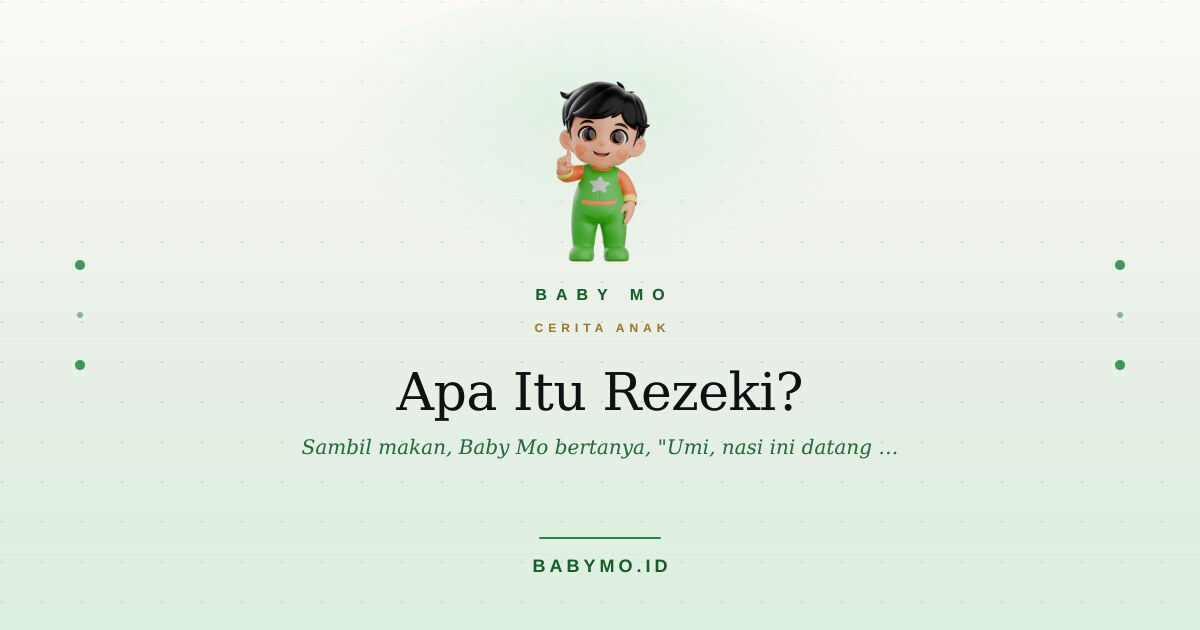 BABY MO
CERITA ANAK
Apa Itu Rezeki?
Sambil makan, Baby Mo bertanya, "Umi, nasi ini datang ...
BABYMO.ID